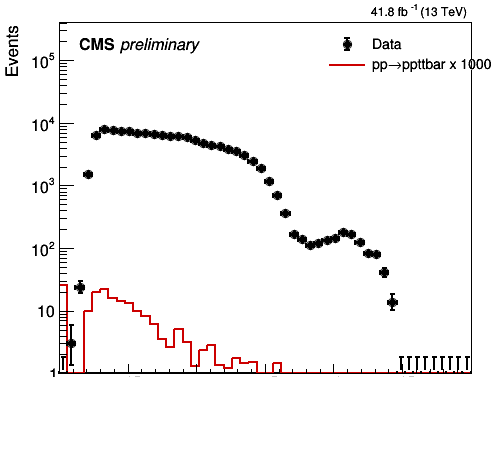 41.8 fb⁻¹ (13 TeV)
Events
CMS preliminary
Data
pp→ppttbar x 1000
10⁵
10⁴
10³
10²
10
1